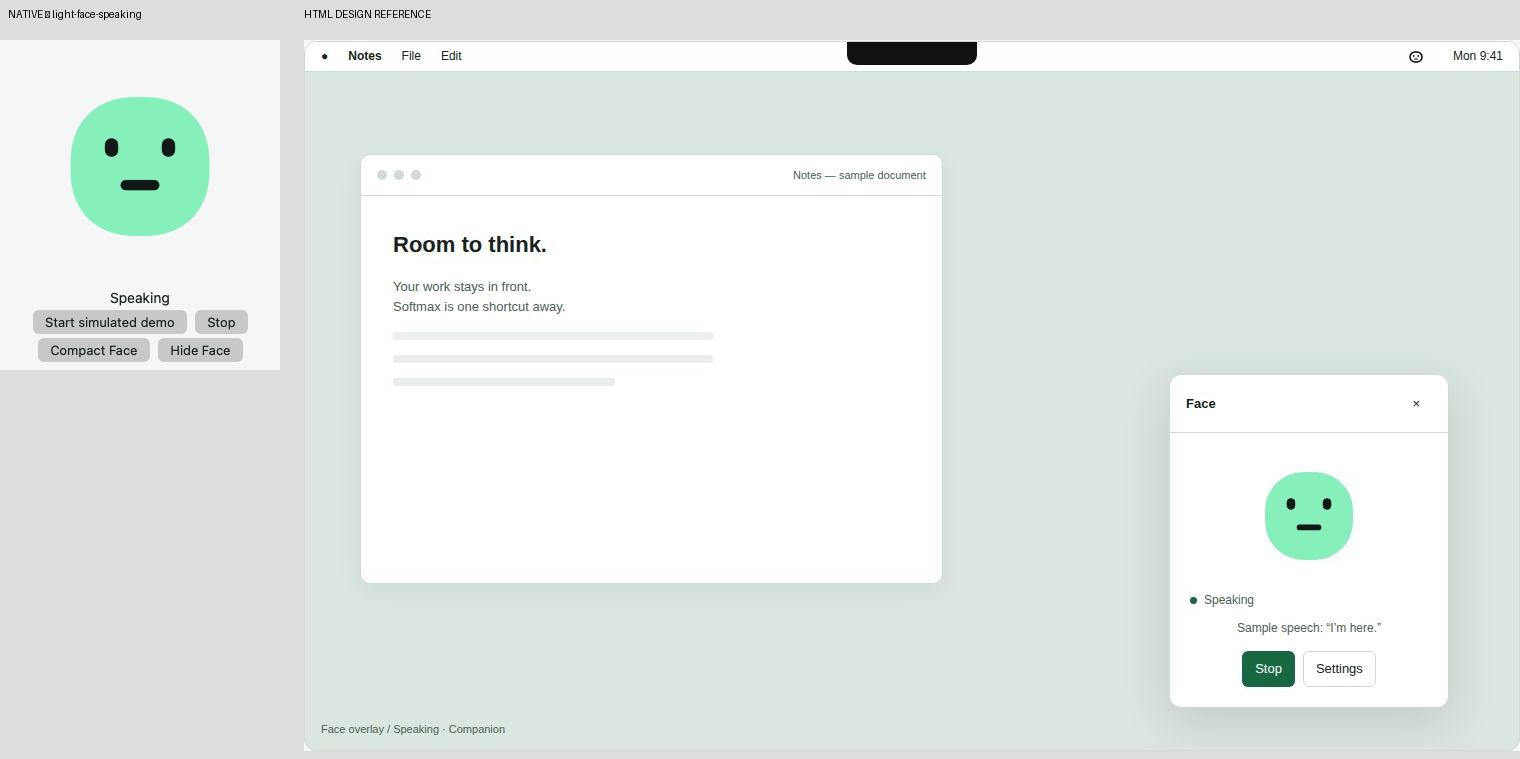 NATIVE light-face-speaking
HTML DESIGN REFERENCE
Notes File Edit
Mon 9:41
Notes — sample document
Room to think.
Your work stays in front.
Softmax is one shortcut away.
Speaking
Start simulated demo
Stop
Compact Face
Hide Face
Face
×
Speaking
Sample speech: “I’m here.”
Stop
Settings
Face overlay / Speaking · Companion